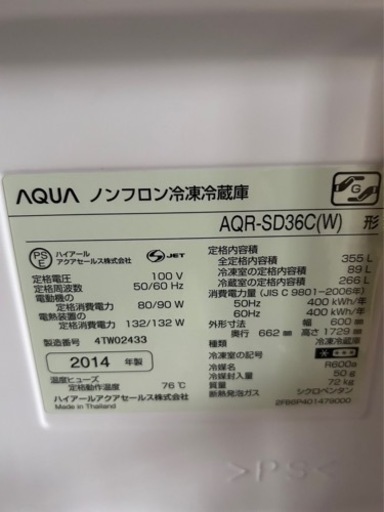 AQUA ノンフロン冷凍冷蔵庫
G
AQR-SD36C(W) 形
PS E ハイアール アクアセールス株式会社 S JET
定格電圧 100 V
定格周波数 50/60 Hz
電動機の
定格消費電力 80/90 W
電熱装置の
定格消費電力 132/132 W
製造番号 4TW02433
2014 年製
温度ヒューズ
定格動作温度 76℃
ハイアールアクアセールス株式会社
Made in Thailand
定格内容積
全定格内容積 355 L
冷凍室の定格内容積 89 L
冷蔵室の定格内容積 266 L
消費電力量 (JIS C 9801-2006年)
50Hz 400 kWh/年
60Hz 400 kWh/年
外形寸法 幅 600 mm
奥行 662 mm 高さ 1729 mm
種類 冷凍冷蔵庫
冷凍室の記号 * ***
冷媒名 R600a
冷媒封入量 50 g
質量 72 kg
断熱発泡ガス シクロペンタン
>PS<